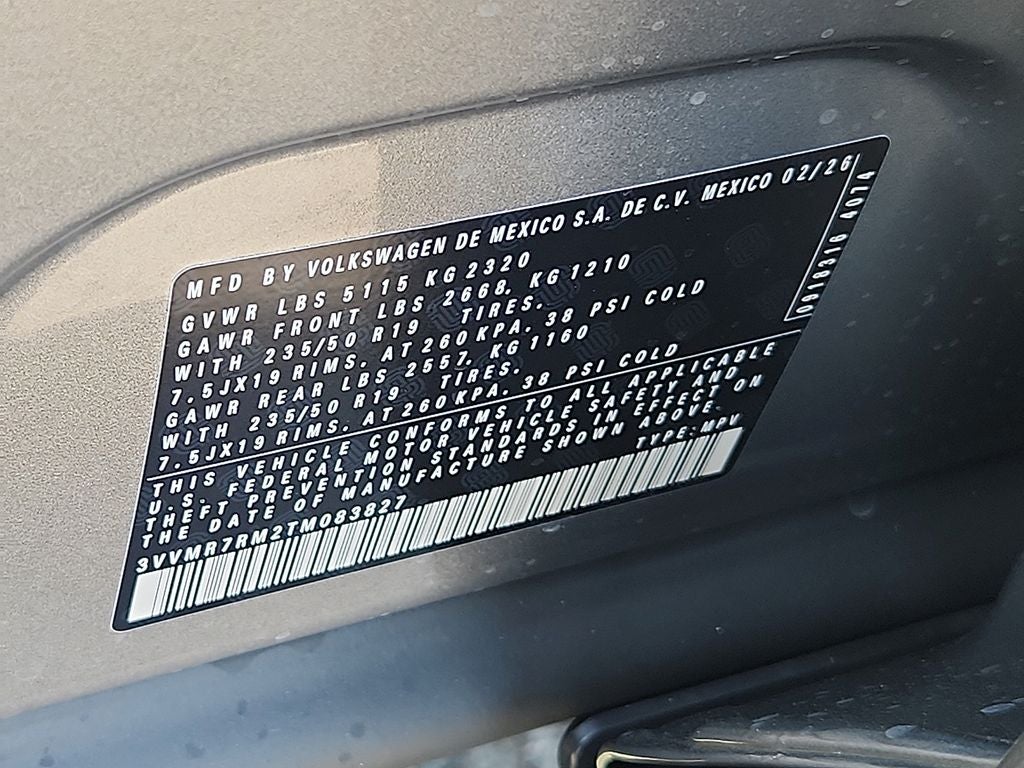 MFD BY VOLKSWAGEN DE MEXICO S.A. DE C.V. MEXICO 02/26
GVWR LBS 5115 KG 2320
GAWR FRONT LBS 2668. KG 1210
WITH 235/50 R19 TIRES.
7.5JX19 RIMS. AT 260KPA. 38 PSI COLD
GAWR REAR LBS 2557. KG 1160
WITH 235/50 R19 TIRES.
7.5JX19 RIMS. AT 260KPA. 38 PSI COLD
0918316 4074
THIS VEHICLE CONFORMS TO ALL APPLICABLE
U.S. FEDERAL MOTOR VEHICLE SAFETY AND
THEFT PREVENTION STANDARDS IN EFFECT ON
THE DATE OF MANUFACTURE SHOWN ABOVE.
3VVMR7RM2TM083827 TYPE: MPV